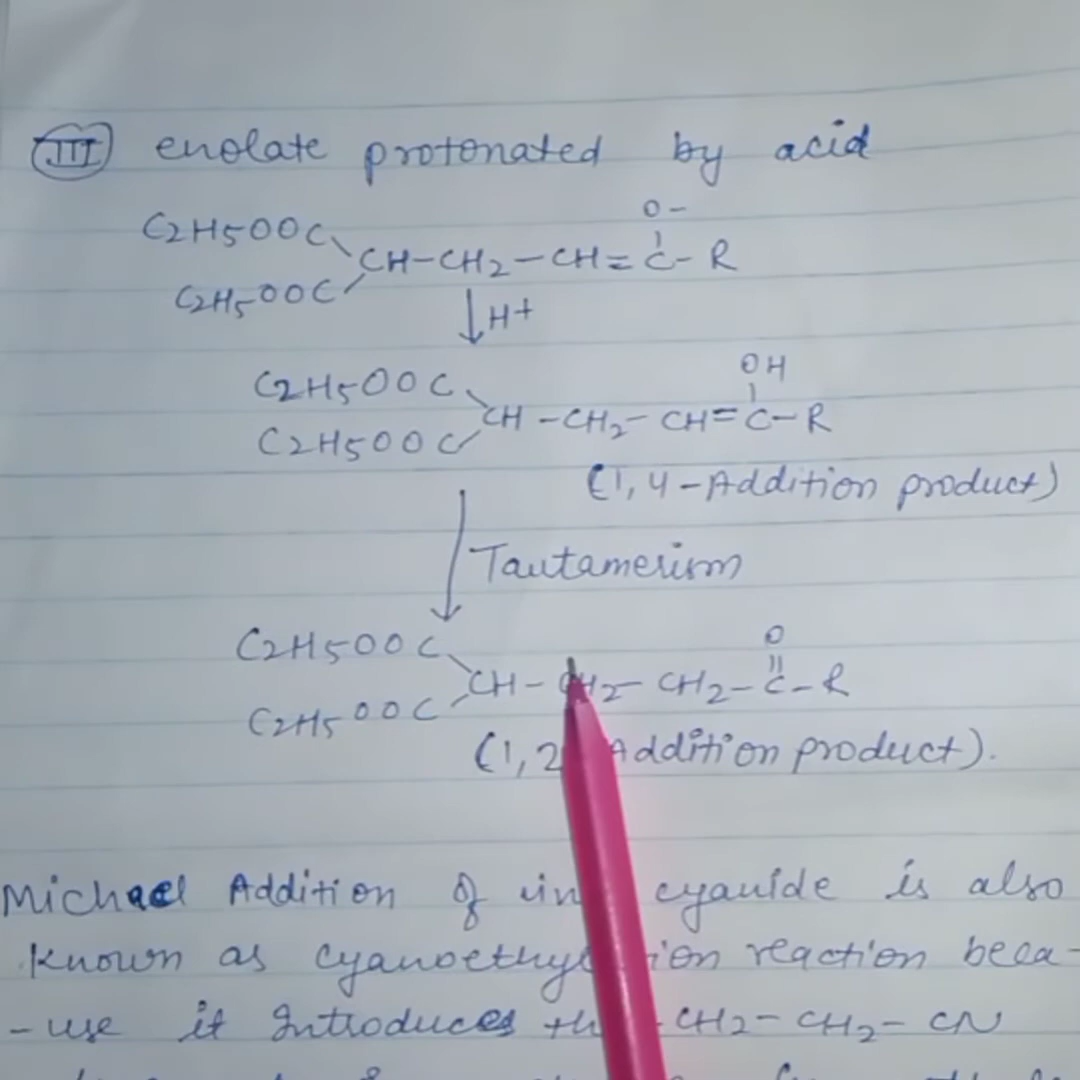 III enolate protonated by acid
O-
C2H5OOC
CH-CH2-CH=C-R
C2H5OOC
H+
OH
C2H5OOC
CH-CH2-CH=C-R
C2H5OOC
(1,4-Addition product)
Tautamerism
O
C2H5OOC
CH-CH2-CH2-C-R
C2H5OOC
(1,2 Addition product).
Michael Addition of cyanide is also
known as reaction beca-
-use it Introduces -CH2-CH2-CN